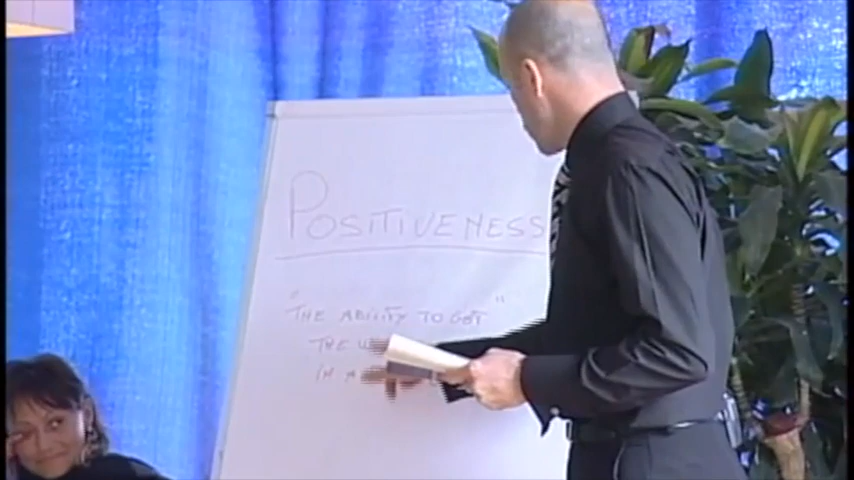 POSITIVENESS
"THE ABILITY TO GET"
THE
IN A